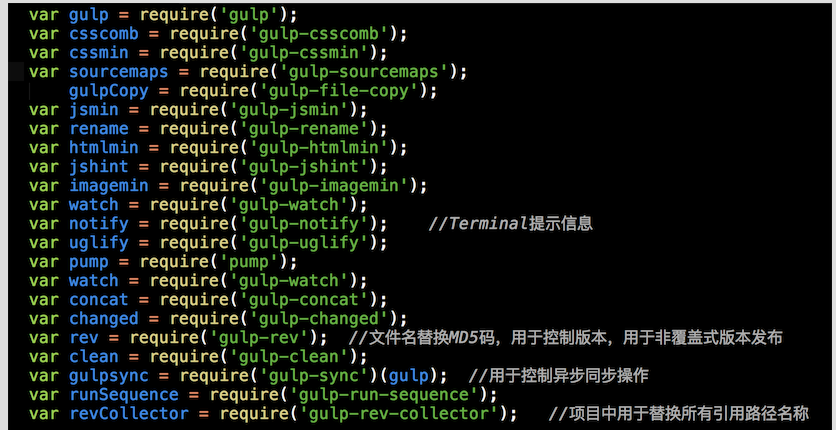 var gulp = require('gulp');
var csscomb = require('gulp-csscomb');
var cssmin = require('gulp-cssmin');
var sourcemaps = require('gulp-sourcemaps');
    gulpCopy = require('gulp-file-copy');
var jsmin = require('gulp-jsmin');
var rename = require('gulp-rename');
var htmlmin = require('gulp-htmlmin');
var jshint = require('gulp-jshint');
var imagemin = require('gulp-imagemin');
var watch = require('gulp-watch');
var notify = require('gulp-notify');    //Terminal提示信息
var uglify = require('gulp-uglify');
var pump = require('pump');
var watch = require('gulp-watch');
var concat = require('gulp-concat');
var changed = require('gulp-changed');
var rev = require('gulp-rev');  //文件名替换MD5码，用于控制版本，用于非覆盖式版本发布
var clean = require('gulp-clean');
var gulpsync = require('gulp-sync')(gulp);  //用于控制异步同步操作
var runSequence = require('gulp-run-sequence');
var revCollector = require('gulp-rev-collector');   //项目中用于替换所有引用路径名称